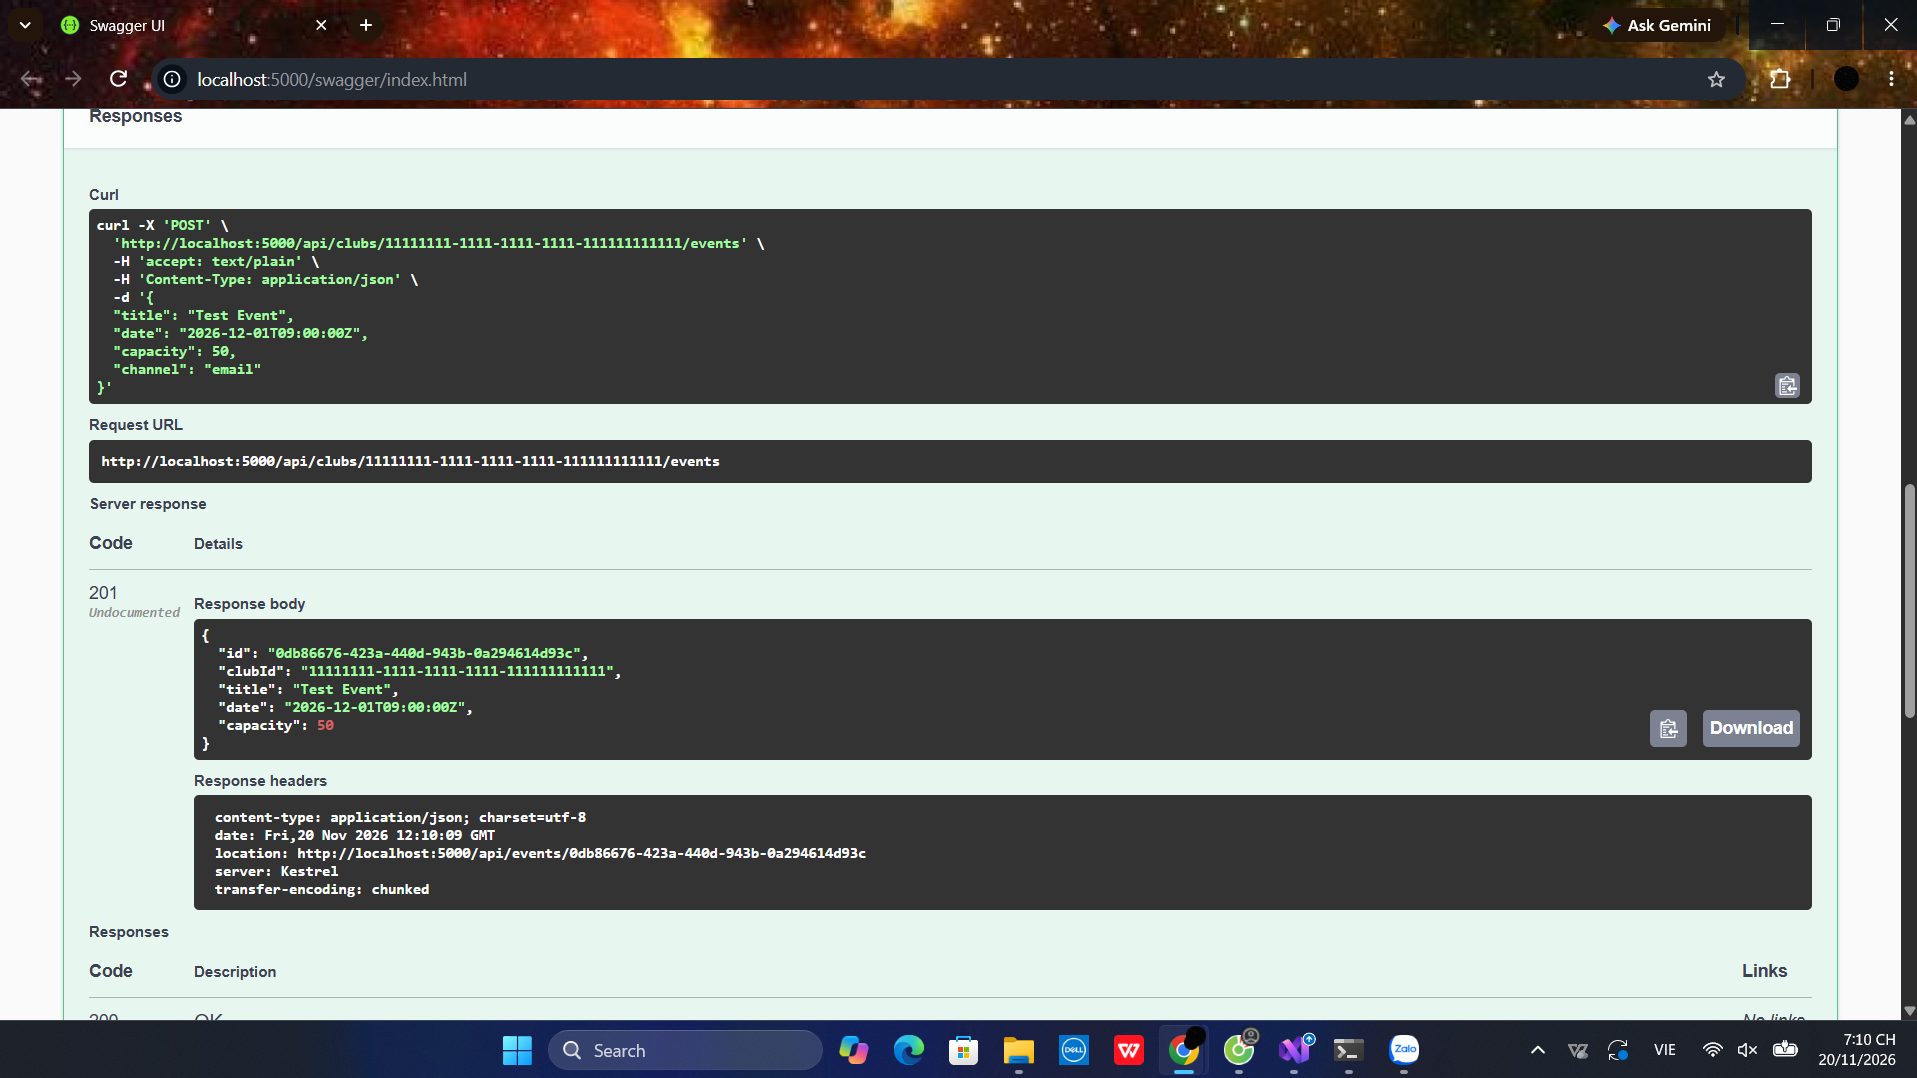 Swagger UI
Ask Gemini
localhost:5000/swagger/index.html
Responses
Curl
curl -X 'POST' \
'http://localhost:5000/api/clubs/11111111-1111-1111-1111-111111111111/events' \
-H 'accept: text/plain' \
-H 'Content-Type: application/json' \
-d '{
"title": "Test Event",
"date": "2026-12-01T09:00:00Z",
"capacity": 50,
"channel": "email"
}'
Request URL
http://localhost:5000/api/clubs/11111111-1111-1111-1111-111111111111/events
Server response
Code Details
201
Undocumented
Response body
{
"id": "0db86676-423a-440d-943b-0a294614d93c",
"clubId": "11111111-1111-1111-1111-111111111111",
"title": "Test Event",
"date": "2026-12-01T09:00:00Z",
"capacity": 50
}
Download
Response headers
content-type: application/json; charset=utf-8
date: Fri,20 Nov 2026 12:10:09 GMT
location: http://localhost:5000/api/events/0db86676-423a-440d-943b-0a294614d93c
server: Kestrel
transfer-encoding: chunked
Responses
Code Description Links
200 OK No links
Search
DELL
W
Zalo
VIE
7:10 CH
20/11/2026